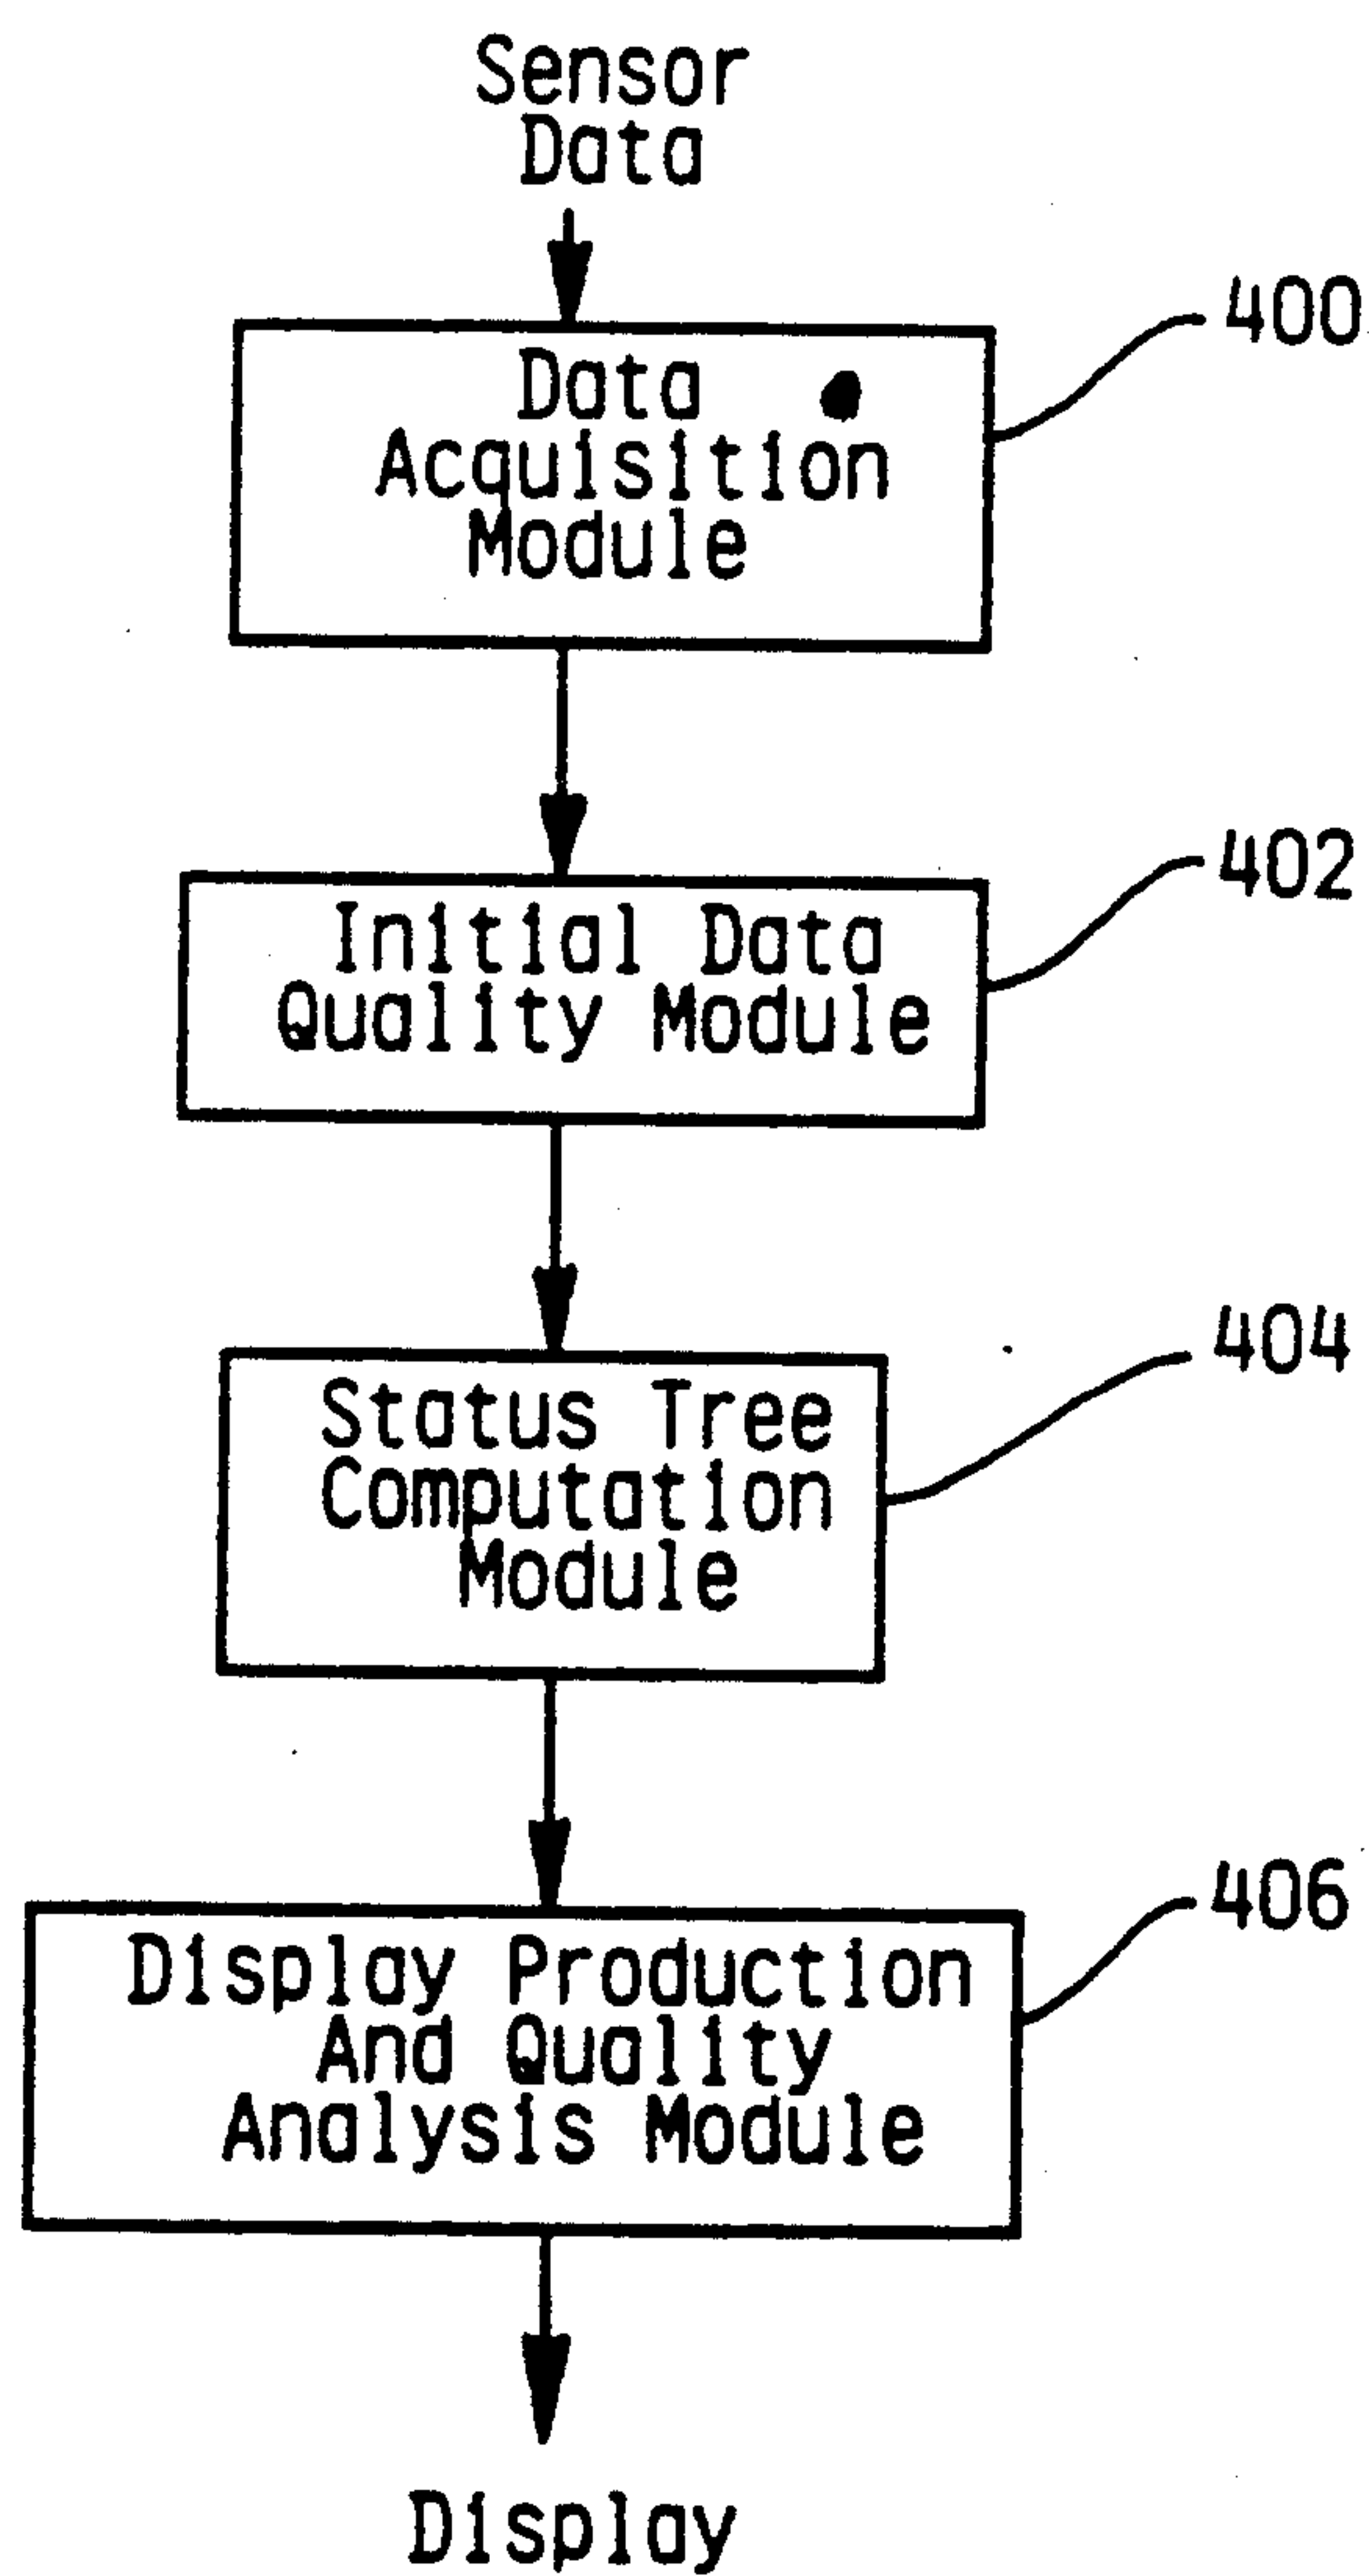 Sensor
Data
400
Data
Acquisition
Module
402
Initial Data
Quality Module
404
Status Tree
Computation
Module
406
Display Production
And Quality
Analysis Module
Display